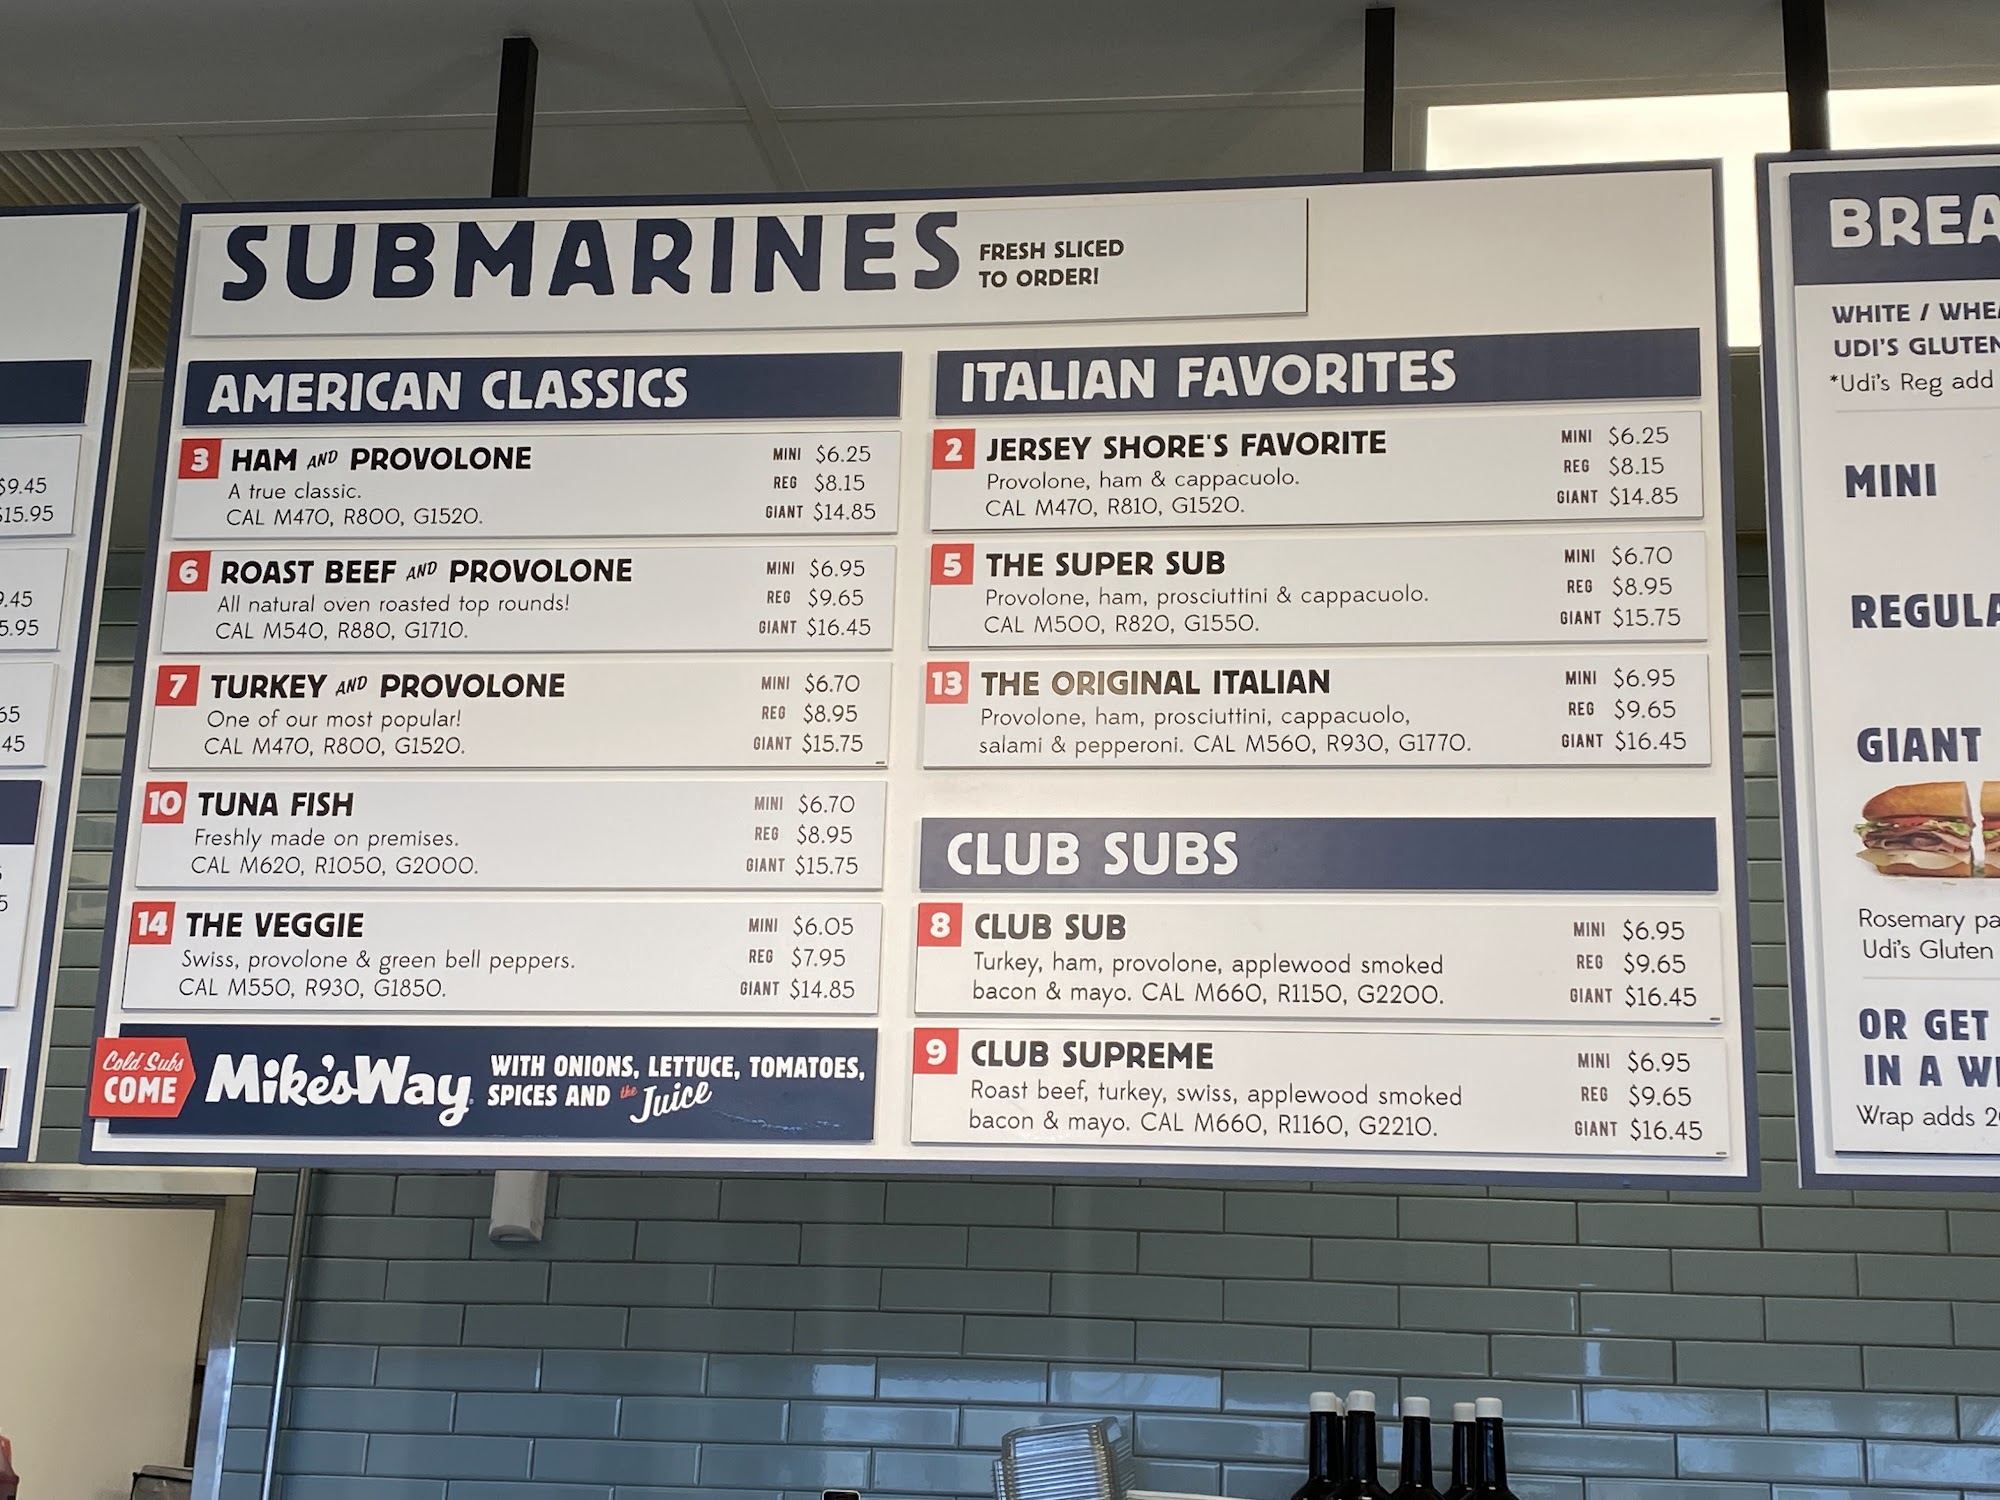 $9.45
$15.95
9.45
5.95
65
45
5
SUBMARINES
FRESH SLICED
TO ORDER!
AMERICAN CLASSICS
3 HAM AND PROVOLONE
A true classic.
CAL M470, R800, G1520.
MINI $6.25
REG $8.15
GIANT $14.85
6 ROAST BEEF AND PROVOLONE
All natural oven roasted top rounds!
CAL M540, R880, G1710.
MINI $6.95
REG $9.65
GIANT $16.45
7 TURKEY AND PROVOLONE
One of our most popular!
CAL M470, R800, G1520.
MINI $6.70
REG $8.95
GIANT $15.75
10 TUNA FISH
Freshly made on premises.
CAL M620, R1050, G2000.
MINI $6.70
REG $8.95
GIANT $15.75
14 THE VEGGIE
Swiss, provolone & green bell peppers.
CAL M550, R930, G1850.
MINI $6.05
REG $7.95
GIANT $14.85
Cold Subs
COME
Mike's Way
WITH ONIONS, LETTUCE, TOMATOES,
SPICES AND the Juice
ITALIAN FAVORITES
2 JERSEY SHORE'S FAVORITE
Provolone, ham & cappacuolo.
CAL M470, R810, G1520.
MINI $6.25
REG $8.15
GIANT $14.85
5 THE SUPER SUB
Provolone, ham, prosciuttini & cappacuolo.
CAL M500, R820, G1550.
MINI $6.70
REG $8.95
GIANT $15.75
13 THE ORIGINAL ITALIAN
Provolone, ham, prosciuttini, cappacuolo,
salami & pepperoni. CAL M560, R930, G1770.
MINI $6.95
REG $9.65
GIANT $16.45
CLUB SUBS
8 CLUB SUB
Turkey, ham, provolone, applewood smoked
bacon & mayo. CAL M660, R1150, G2200.
MINI $6.95
REG $9.65
GIANT $16.45
9 CLUB SUPREME
Roast beef, turkey, swiss, applewood smoked
bacon & mayo. CAL M660, R1160, G2210.
MINI $6.95
REG $9.65
GIANT $16.45
BREA
WHITE / WHEA
UDI'S GLUTEN
*Udi's Reg add
MINI
REGULA
GIANT
Rosemary pa
Udi's Gluten
OR GET
IN A W
Wrap adds 2